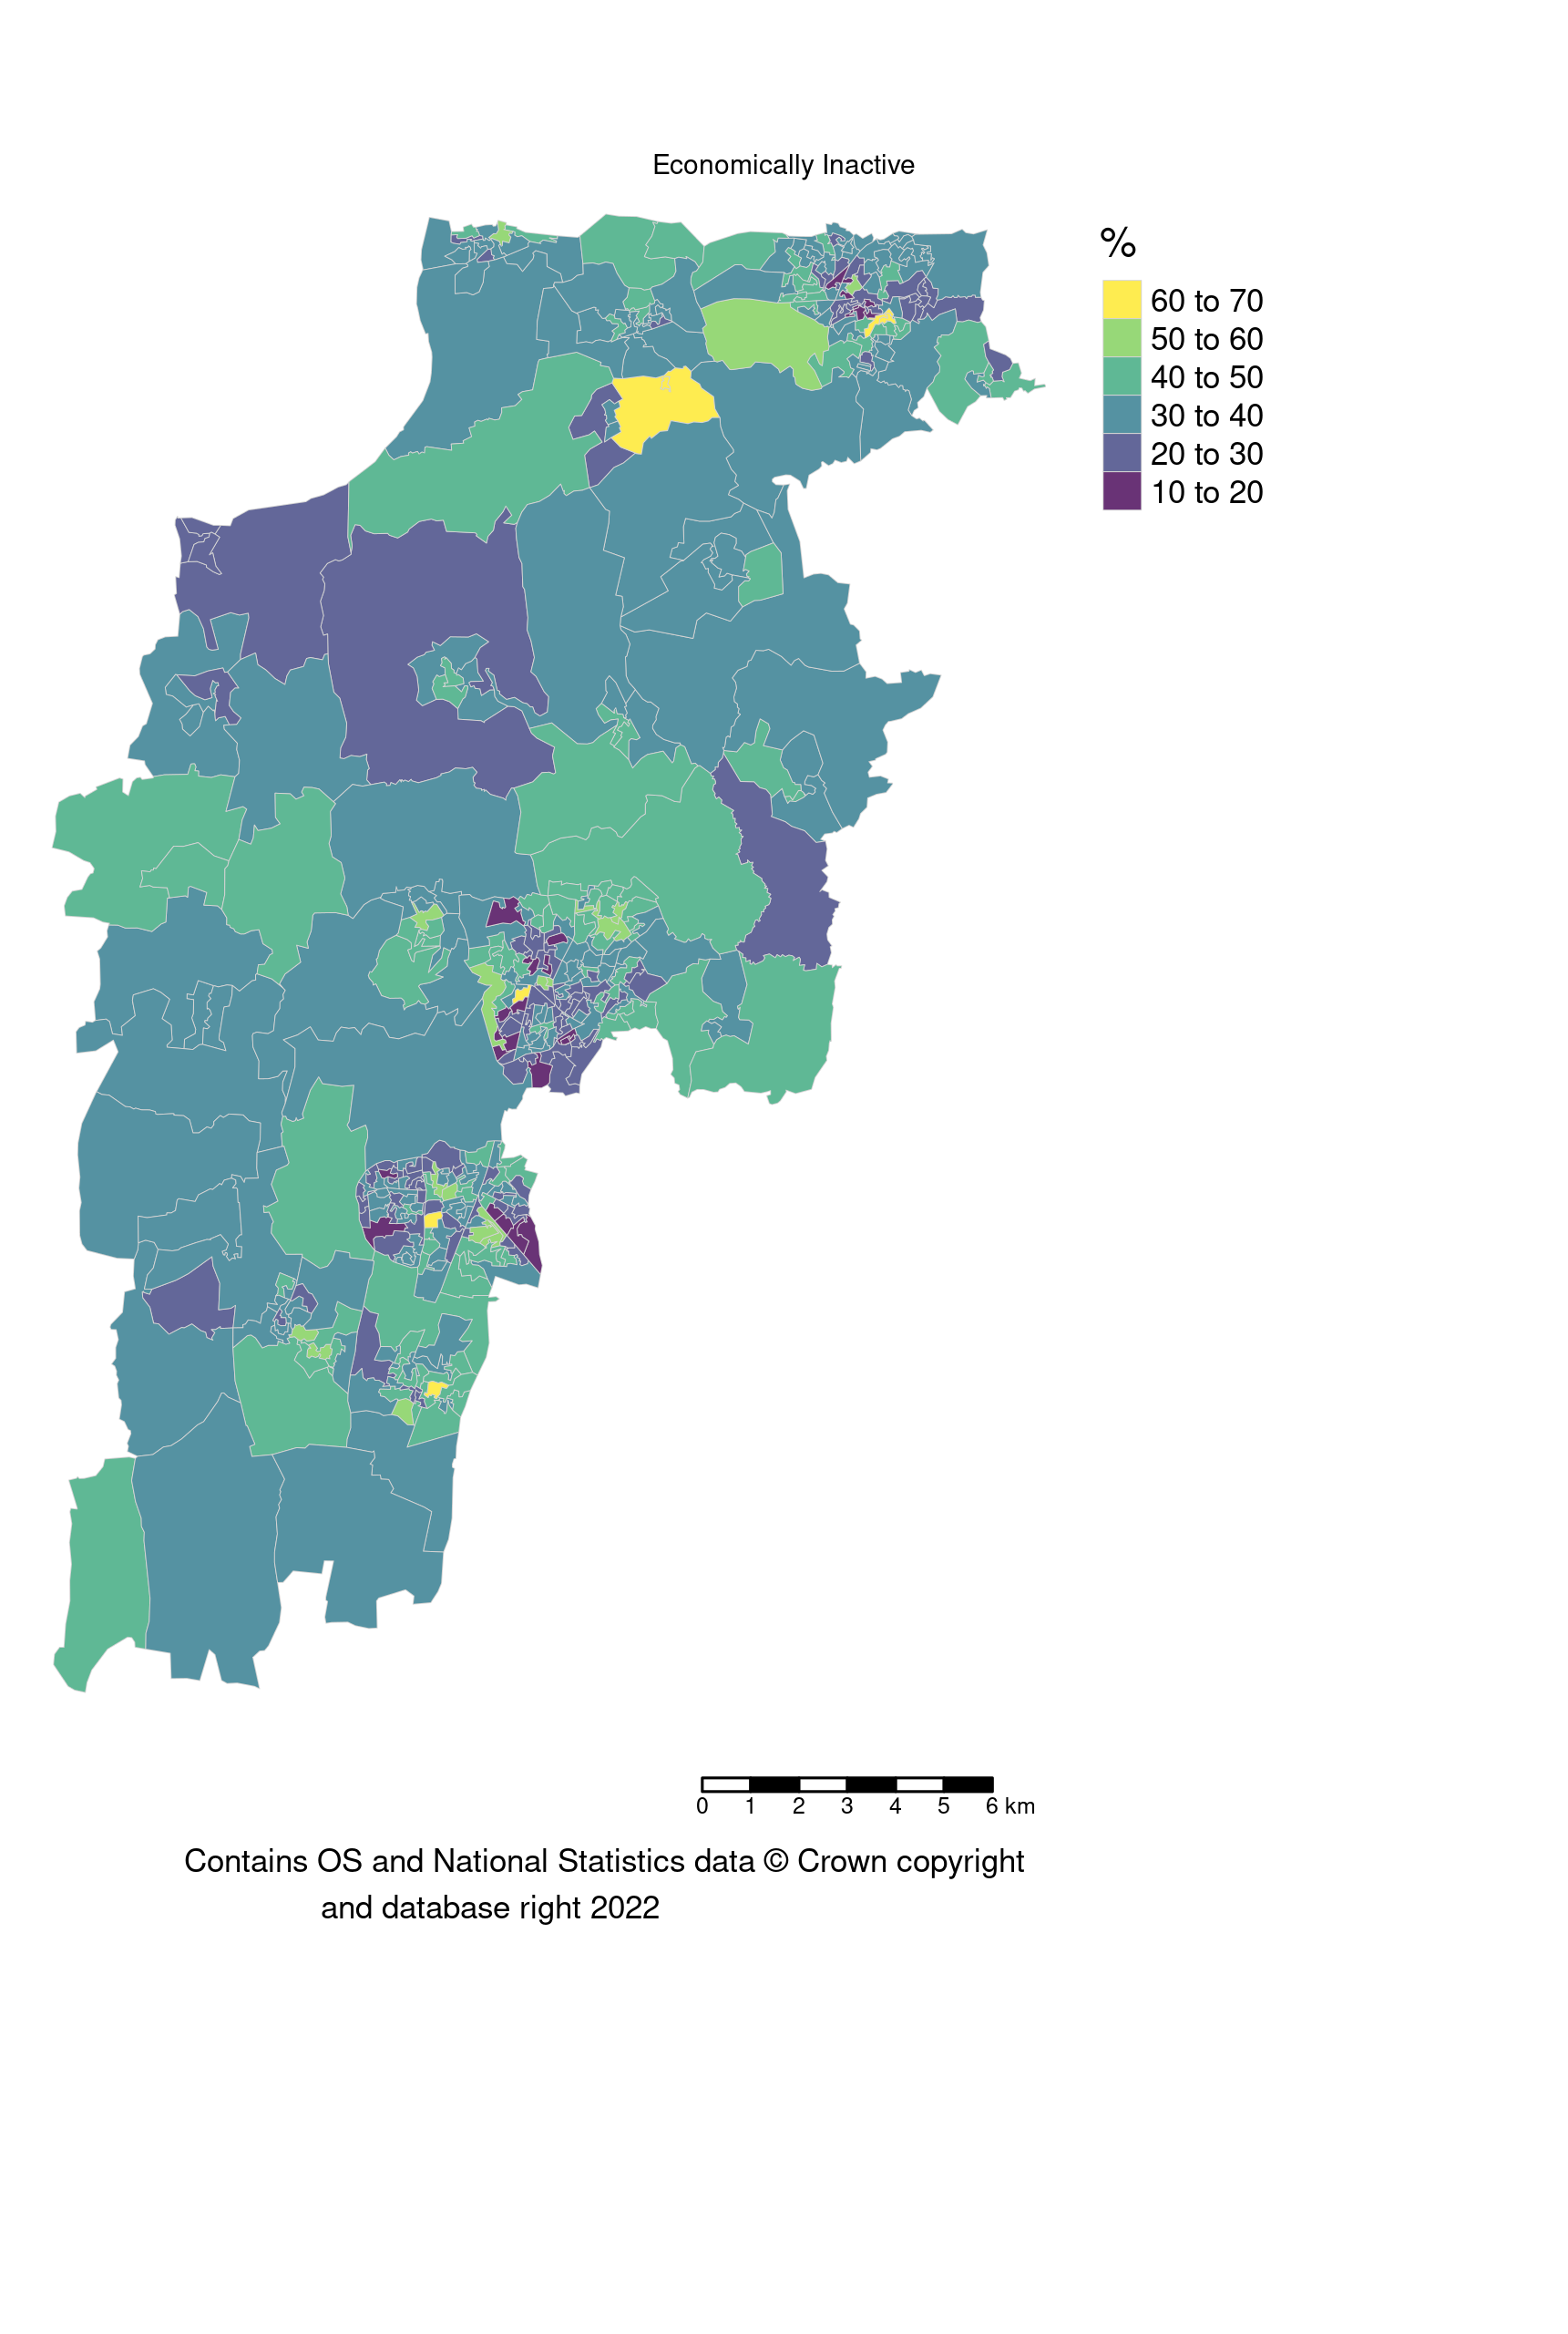 Economically Inactive
%
60 to 70
50 to 60
40 to 50
30 to 40
20 to 30
10 to 20
0 1 2 3 4 5 6 km
Contains OS and National Statistics data © Crown copyright
and database right 2022